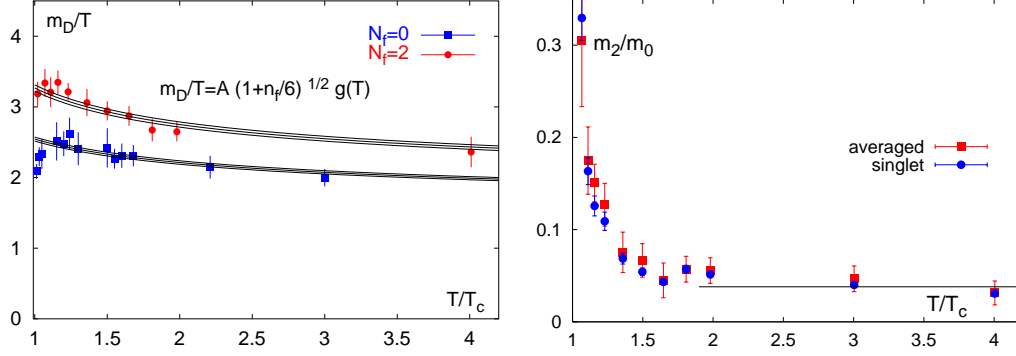 m_D/T
4
3
2
1
0
1 1.5 2 2.5 3 3.5 4
T/T_c
N_f=0
N_f=2
m_D/T=A (1+n_f/6) ^1/2 g(T)
m_2/m_0
0.3
0.2
0.1
0
1 1.5 2 2.5 3 3.5 4
T/T_c
averaged
singlet